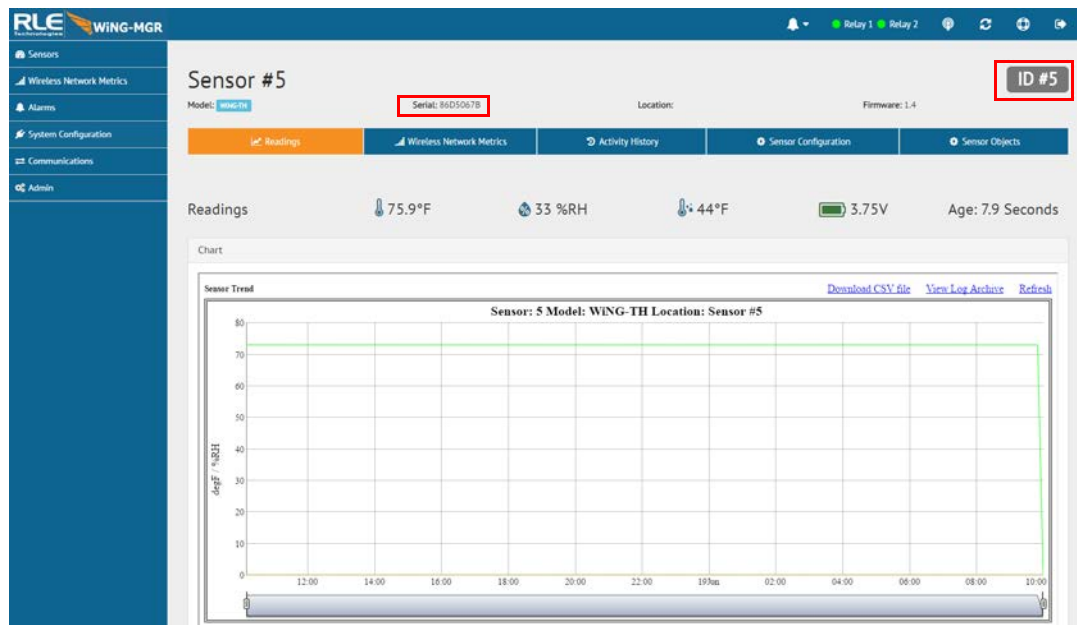 RLE Technologies WiNG-MGR
Relay 1 Relay 2
Sensors
Wireless Network Metrics
Alarms
System Configuration
Communications
Admin
Sensor #5
ID #5
Model: WiNG-TH Serial: 86D5067B Location: Firmware: 1.4
Readings Wireless Network Metrics Activity History Sensor Configuration Sensor Objects
Readings 75.9°F 33 %RH 44°F 3.75V Age: 7.9 Seconds
Chart
Sensor Trend Download CSV file View Log Archive Refresh
Sensor: 5 Model: WiNG-TH Location: Sensor #5
80
70
60
50
40
30
20
10
0
degF / %RH
12:00 14:00 16:00 18:00 20:00 22:00 19Jun 02:00 04:00 06:00 08:00 10:00